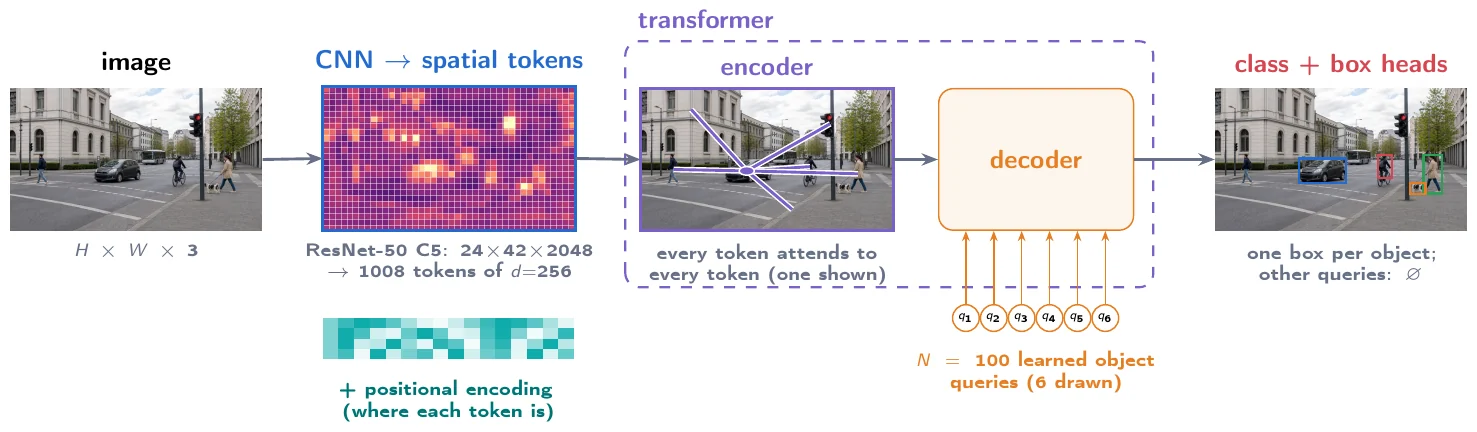 transformer
image
CNN → spatial tokens
encoder
class + box heads
decoder
H × W × 3
ResNet-50 C5: 24×42×2048
→ 1008 tokens of d=256
every token attends to
every token (one shown)
one box per object;
other queries: ∅
q1 q2 q3 q4 q5 q6
N = 100 learned object
queries (6 drawn)
+ positional encoding
(where each token is)